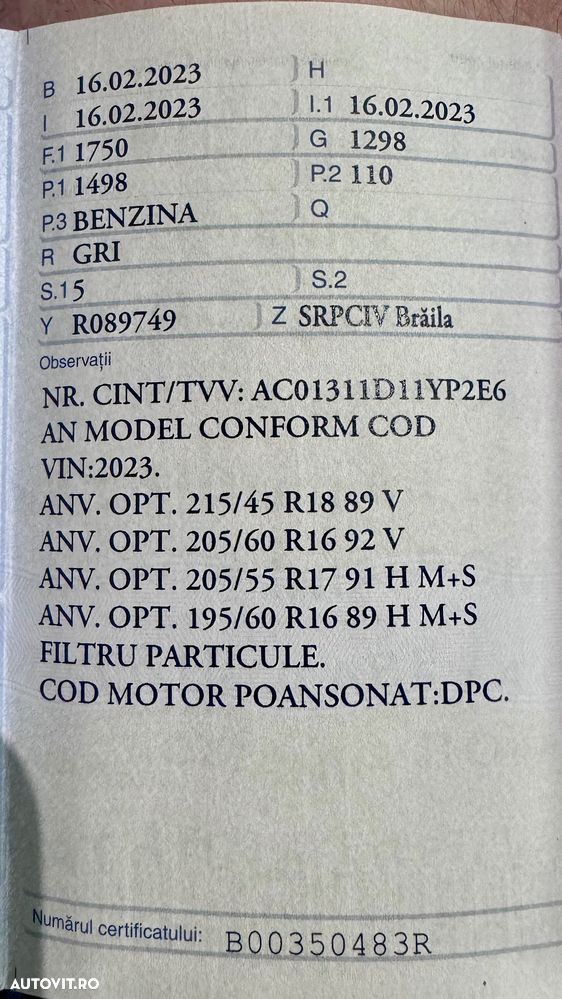 B 16.02.2023 H
I 16.02.2023 I.1 16.02.2023
F.1 1750 G 1298
P.1 1498 P.2 110
P.3 BENZINA Q
R GRI
S.1 5 S.2
Y R089749 Z SRPCIV Brăila
Observații
NR. CINT/TVV: AC01311D11YP2E6
AN MODEL CONFORM COD
VIN:2023.
ANV. OPT. 215/45 R18 89 V
ANV. OPT. 205/60 R16 92 V
ANV. OPT. 205/55 R17 91 H M+S
ANV. OPT. 195/60 R16 89 H M+S
FILTRU PARTICULE.
COD MOTOR POANSONAT:DPC.
Numărul certificatului: B00350483R
AUTOVIT.RO